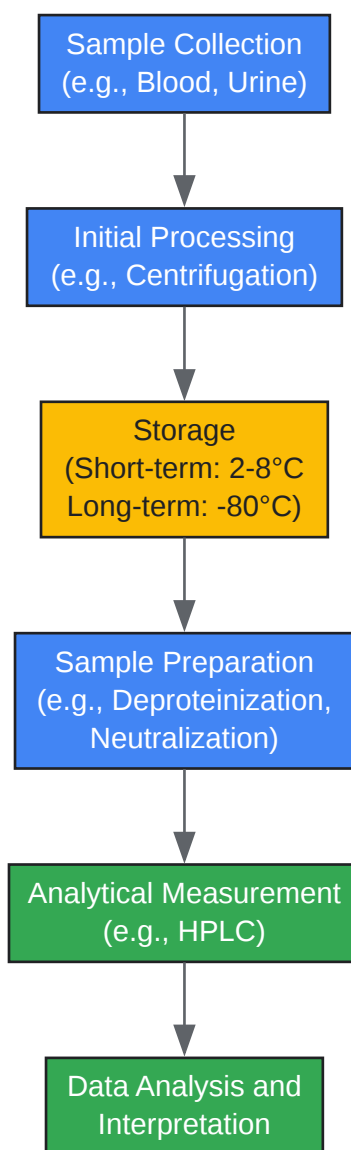 Sample Collection
(e.g., Blood, Urine)
Initial Processing
(e.g., Centrifugation)
Storage
(Short-term: 2-8°C
Long-term: -80°C)
Sample Preparation
(e.g., Deproteinization,
Neutralization)
Analytical Measurement
(e.g., HPLC)
Data Analysis and
Interpretation